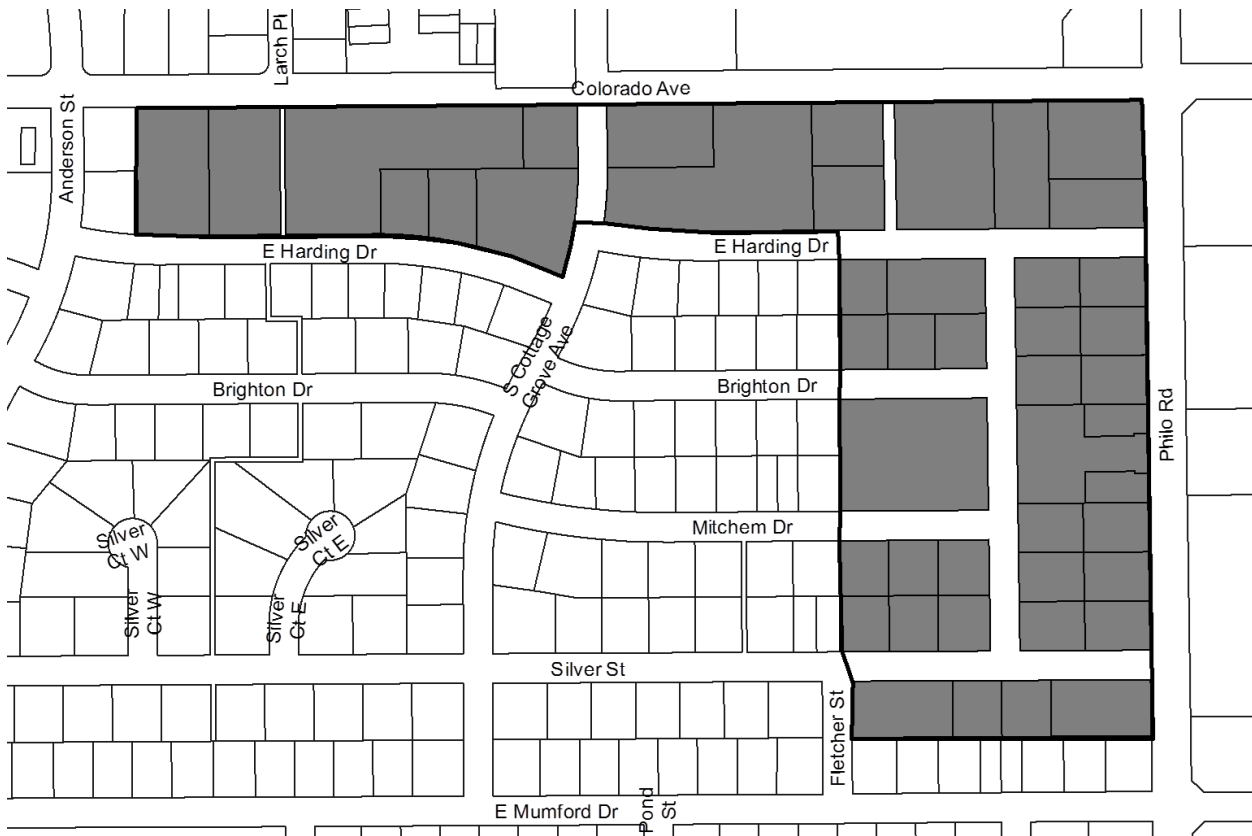 Larch Pl
Colorado Ave
Anderson St
E Harding Dr
E Harding Dr
S Cottage
Grove Ave
Brighton Dr
Brighton Dr
Philo Rd
Mitchem Dr
Silver
Ct W
Silver
Ct E
Silver
Ct W
Silver
Ct E
Silver St
Fletcher St
E Mumford Dr
Pond
St